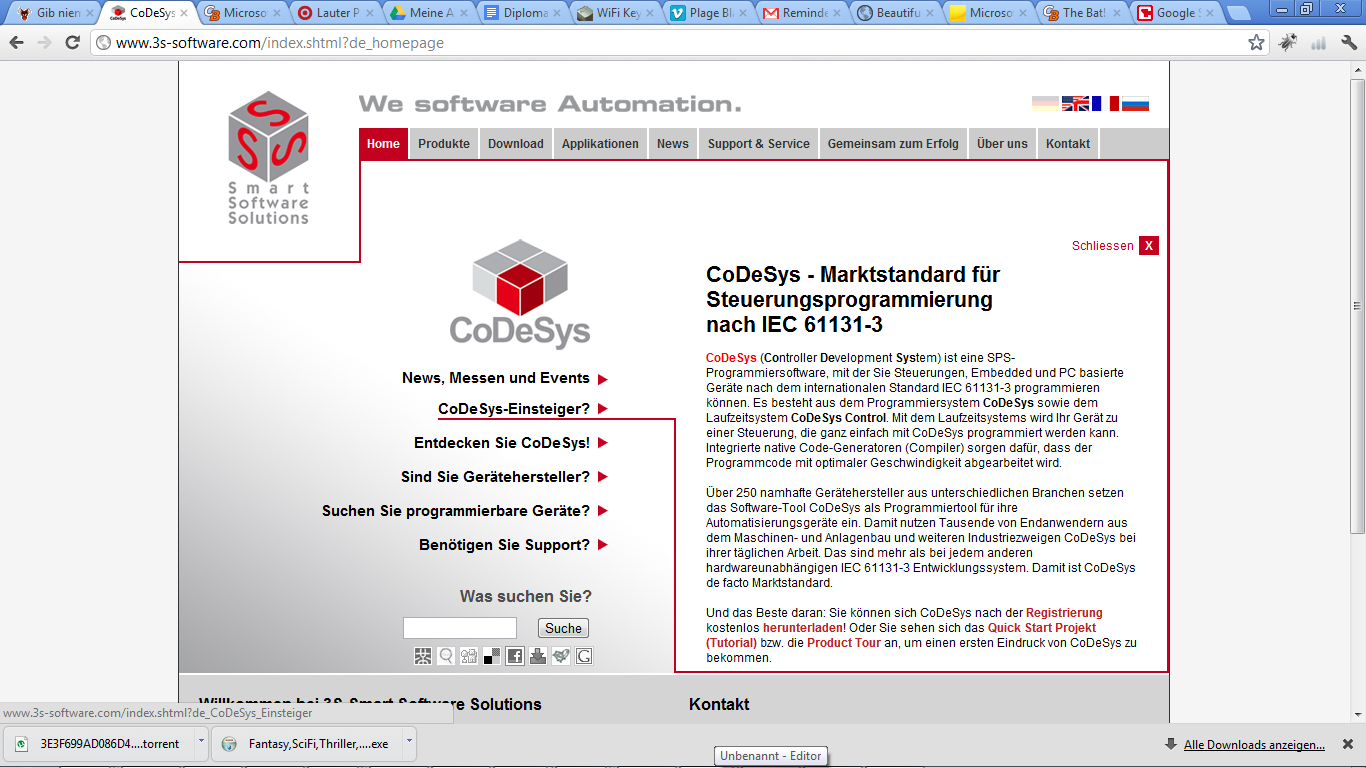 Gib nien
CoDeSys
Microso
Lauter P
Meine A
Diploma
WiFi Key
Plage Bl
Reminde
Beautifu
Microso
The Batl
Google S
www.3s-software.com/index.shtml?de_homepage
We software Automation.
SSS
Smart
Software
Solutions
Home Produkte Download Applikationen News Support & Service Gemeinsam zum Erfolg Über uns Kontakt
Schliessen X
CoDeSys
News, Messen und Events
CoDeSys-Einsteiger?
Entdecken Sie CoDeSys!
Sind Sie Gerätehersteller?
Suchen Sie programmierbare Geräte?
Benötigen Sie Support?
Was suchen Sie?
Suche
CoDeSys - Marktstandard für
Steuerungsprogrammierung
nach IEC 61131-3
CoDeSys (Controller Development System) ist eine SPS-
Programmiersoftware, mit der Sie Steuerungen, Embedded und PC basierte
Geräte nach dem internationalen Standard IEC 61131-3 programmieren
können. Es besteht aus dem Programmiersystem CoDeSys sowie dem
Laufzeitsystem CoDeSys Control. Mit dem Laufzeitsystems wird Ihr Gerät zu
einer Steuerung, die ganz einfach mit CoDeSys programmiert werden kann.
Integrierte native Code-Generatoren (Compiler) sorgen dafür, dass der
Programmcode mit optimaler Geschwindigkeit abgearbeitet wird.
Über 250 namhafte Gerätehersteller aus unterschiedlichen Branchen setzen
das Software-Tool CoDeSys als Programmiertool für ihre
Automatisierungsgeräte ein. Damit nutzen Tausende von Endanwendern aus
dem Maschinen- und Anlagenbau und weiteren Industriezweigen CoDeSys bei
ihrer täglichen Arbeit. Das sind mehr als bei jedem anderen
hardwareunabhängigen IEC 61131-3 Entwicklungssystem. Damit ist CoDeSys
de facto Marktstandard.
Und das Beste daran: Sie können sich CoDeSys nach der Registrierung
kostenlos herunterladen! Oder Sie sehen sich das Quick Start Projekt
(Tutorial) bzw. die Product Tour an, um einen ersten Eindruck von CoDeSys zu
bekommen.
Willkommen bei 3S-Smart Software Solutions
Kontakt
www.3s-software.com/index.shtml?de_CoDeSys_Einsteiger
3E3F699AD086D4....torrent
Fantasy,SciFi,Thriller,....exe
Unbenannt - Editor
Alle Downloads anzeigen...